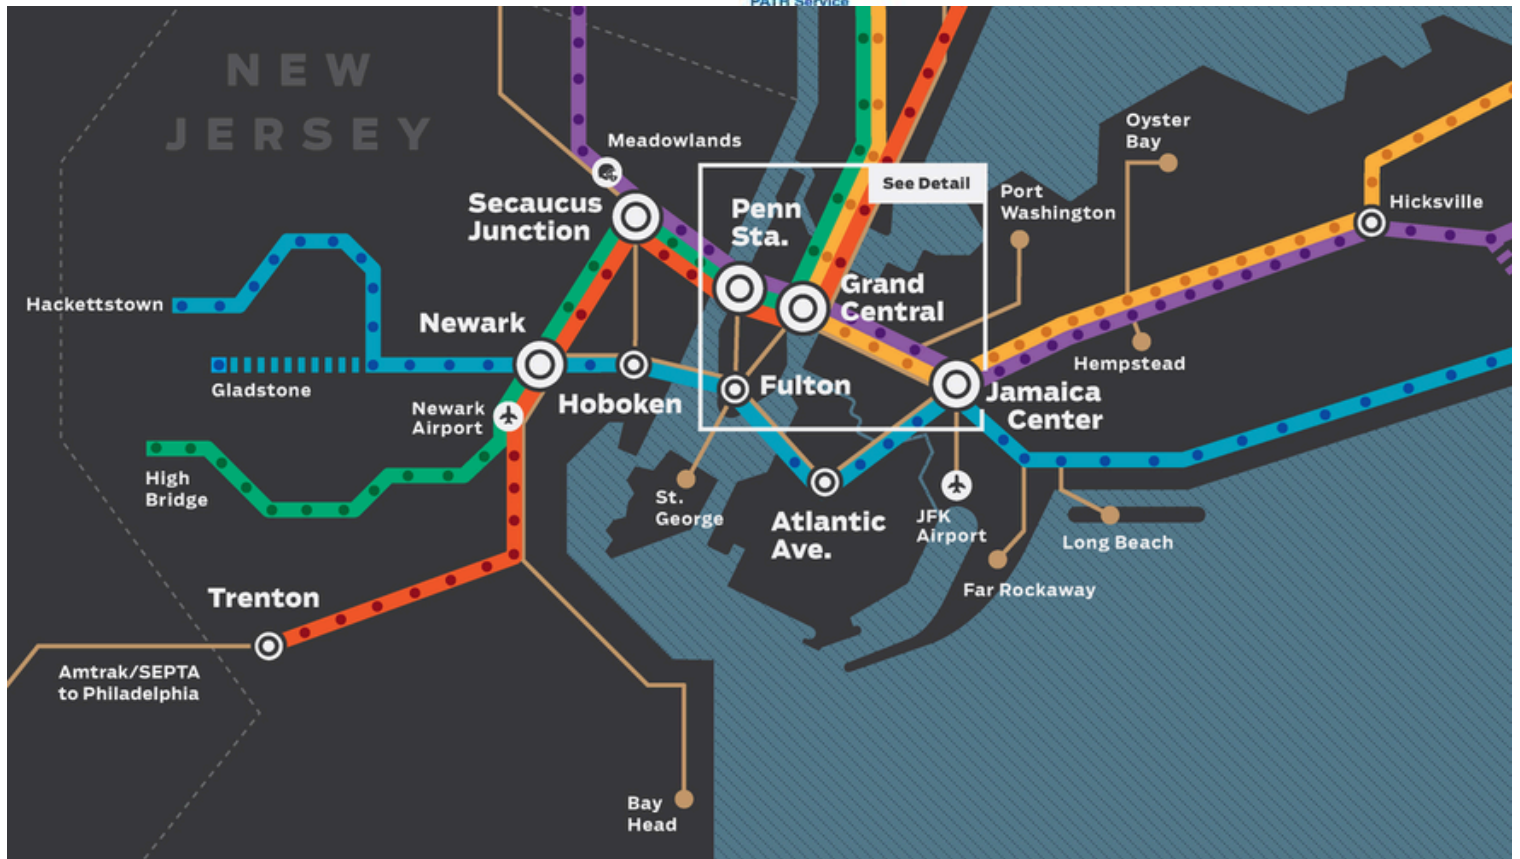 PATH Service
NEW
JERSEY
Meadowlands
Secaucus
Junction
Penn
Sta.
See Detail
Port
Washington
Oyster
Bay
Hicksville
Hackettstown
Newark
Grand
Central
Gladstone
Newark
Airport
Hoboken
Fulton
Hempstead
Jamaica
Center
High
Bridge
St.
George
Atlantic
Ave.
JFK
Airport
Long Beach
Far Rockaway
Trenton
Amtrak/SEPTA
to Philadelphia
Bay
Head